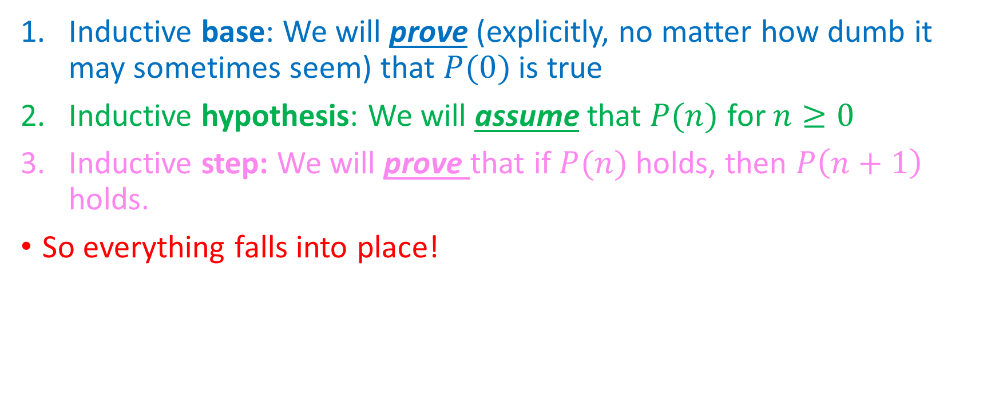 1. Inductive base: We will prove (explicitly, no matter how dumb it
may sometimes seem) that P(0) is true
2. Inductive hypothesis: We will assume that P(n) for n ≥ 0
3. Inductive step: We will prove that if P(n) holds, then P(n + 1)
holds.
• So everything falls into place!